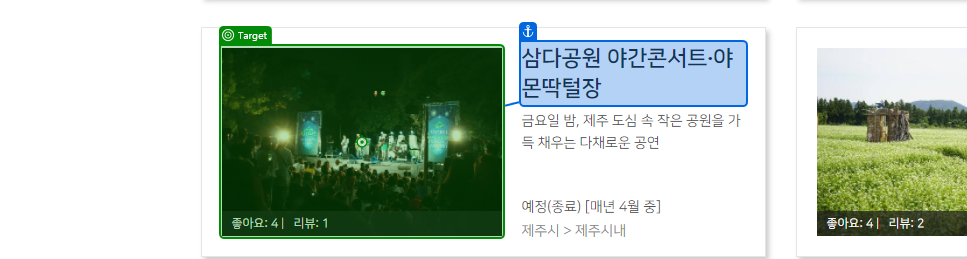 Target
삼다공원 야간콘서트·야
몬딱털장
금요일 밤, 제주 도심 속 작은 공원을 가
득 채우는 다채로운 공연
예정(종료) [매년 4월 중]
제주시 > 제주시내
좋아요: 4 | 리뷰: 1
좋아요: 4 | 리뷰: 2